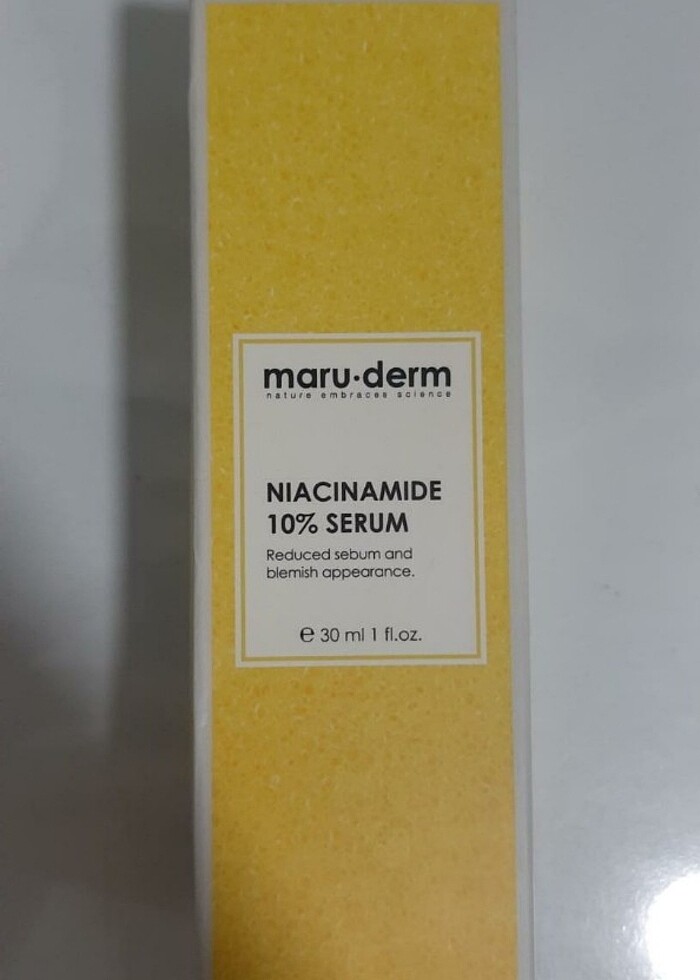 maru·derm
nature embraces science
NIACINAMIDE
10% SERUM
Reduced sebum and
blemish appearance.
℮ 30 ml 1 fl.oz.